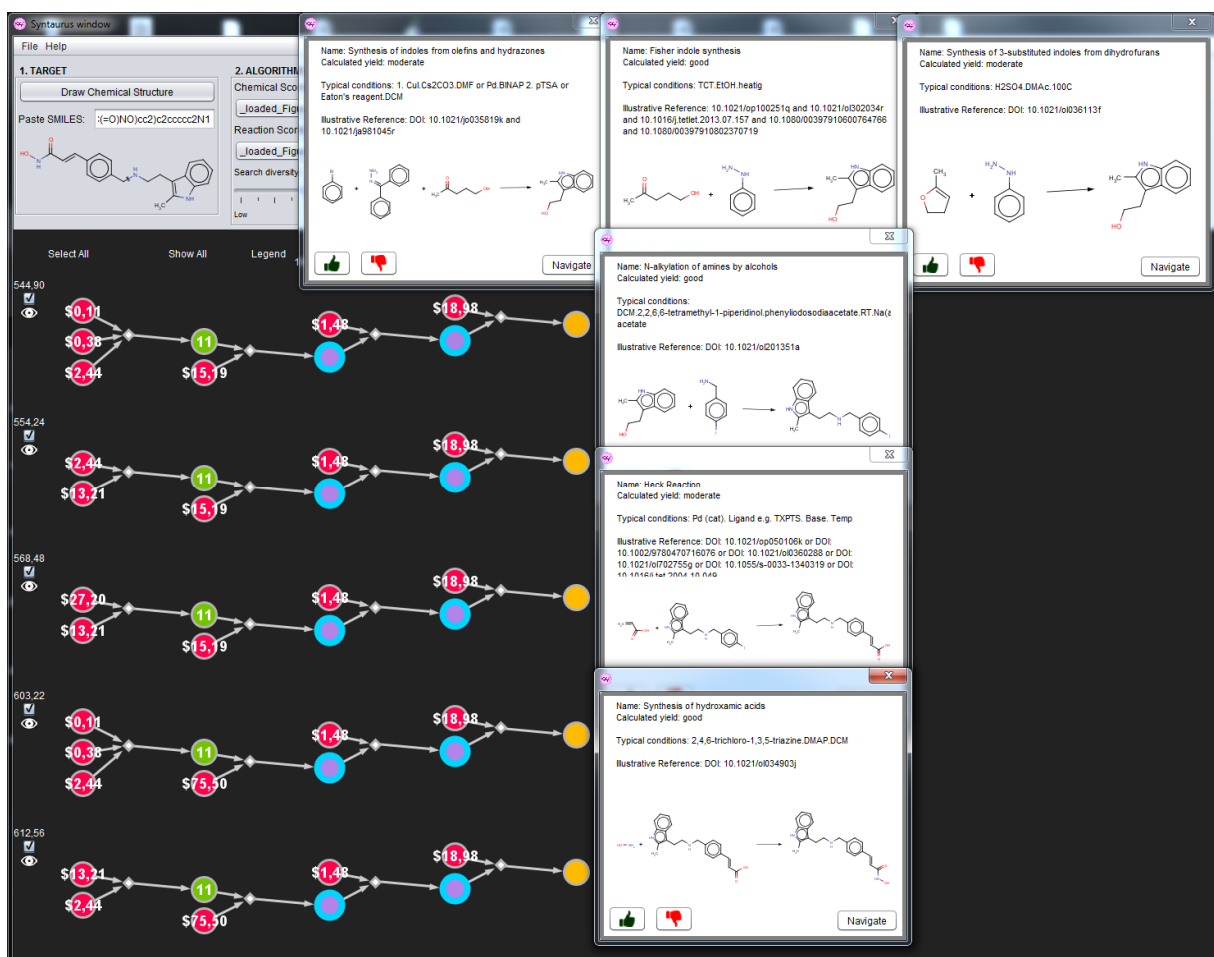 Syntaurus window
File Help
1. TARGET
2. ALGORITHM
Draw Chemical Structure
Chemical Scor
Paste SMILES:
:(=O)NO)cc2)c2ccccc2N1
_loaded_Figu
Reaction Scor
_loaded_Figu
Search diversity
Low
Select All
Show All
Legend
Name: Synthesis of indoles from olefins and hydrazones
Calculated yield: moderate
Typical conditions: 1. CuI.Cs2CO3.DMF or Pd.BINAP 2. pTSA or
Eaton's reagent.DCM
Illustrative Reference: DOI: 10.1021/jo035819k and
10.1021/ja981045r
Navigate
Name: Fisher indole synthesis
Calculated yield: good
Typical conditions: TCT.EtOH.heatig
Illustrative Reference: 10.1021/op100251q and 10.1021/ol302034r
and 10.1016/j.tetlet.2013.07.157 and 10.1080/00397910600764766
and 10.1080/00397910802370719
Name: Synthesis of 3-substituted indoles from dihydrofurans
Calculated yield: moderate
Typical conditions: H2SO4.DMAc.100C
Illustrative Reference: DOI: 10.1021/ol036113f
Navigate
Name: N-alkylation of amines by alcohols
Calculated yield: good
Typical conditions:
DCM.2,2,6,6-tetramethyl-1-piperidinol.phenyliodosodiaacetate.RT.Na(a
acetate
Illustrative Reference: DOI: 10.1021/ol201351a
Name: Heck Reaction
Calculated yield: moderate
Typical conditions: Pd (cat). Ligand e.g. TXPTS. Base. Temp
Illustrative Reference: DOI: 10.1021/op050106k or DOI:
10.1002/9780470716076 or DOI: 10.1021/ol0360288 or DOI:
10.1021/ol702755g or DOI: 10.1055/s-0033-1340319 or DOI:
10.1016/j.tet.2004.10.049
Name: Synthesis of hydroxamic acids
Calculated yield: good
Typical conditions: 2,4,6-trichloro-1,3,5-triazine.DMAP.DCM
Illustrative Reference: DOI: 10.1021/ol034903j
Navigate
544,90
$0,11
$0,38
$2,44
11
$15,19
$1,48
$18,98
554,24
$2,44
$13,21
11
$15,19
$1,48
$18,98
568,48
$27,20
$13,21
11
$15,19
$1,48
$18,98
603,22
$0,11
$0,38
$2,44
11
$75,50
$1,48
$18,98
612,56
$13,21
$2,44
11
$75,50
$1,48
$18,98